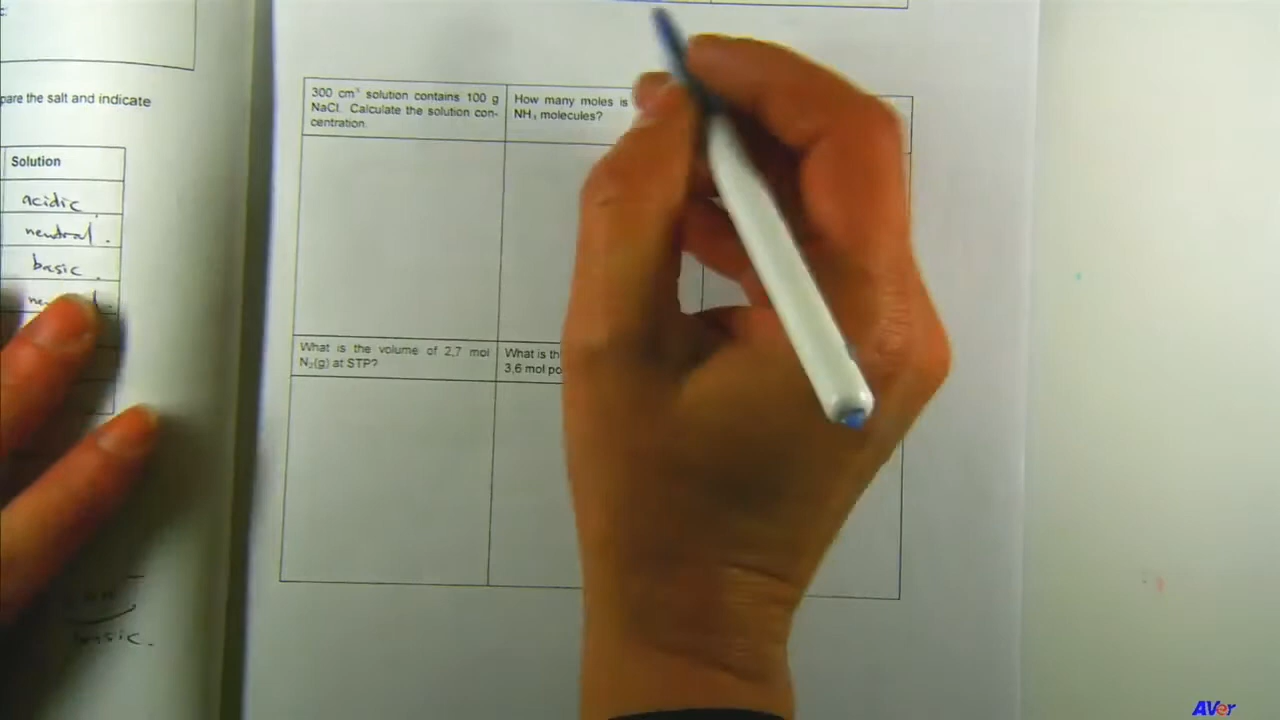 pare the salt and indicate
Solution
acidic
neutral.
basic.
basic.
300 cm³ solution contains 100 g
NaCl. Calculate the solution con-
centration.
How many moles is
NH₃ molecules?
What is the volume of 2,7 mol
N₂(g) at STP?
What is th
3,6 mol po
AVer